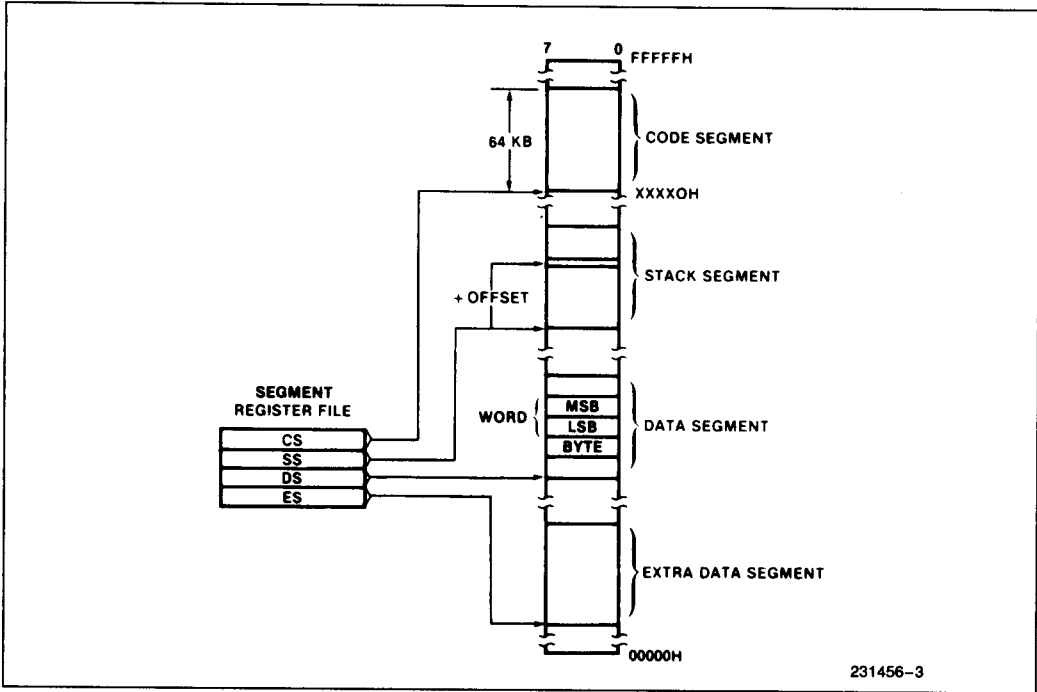 7 0 FFFFFH
64 KB
CODE SEGMENT
XXXX0H
STACK SEGMENT
+ OFFSET
SEGMENT
REGISTER FILE
CS
SS
DS
ES
WORD
MSB
LSB
BYTE
DATA SEGMENT
EXTRA DATA SEGMENT
00000H
231456-3